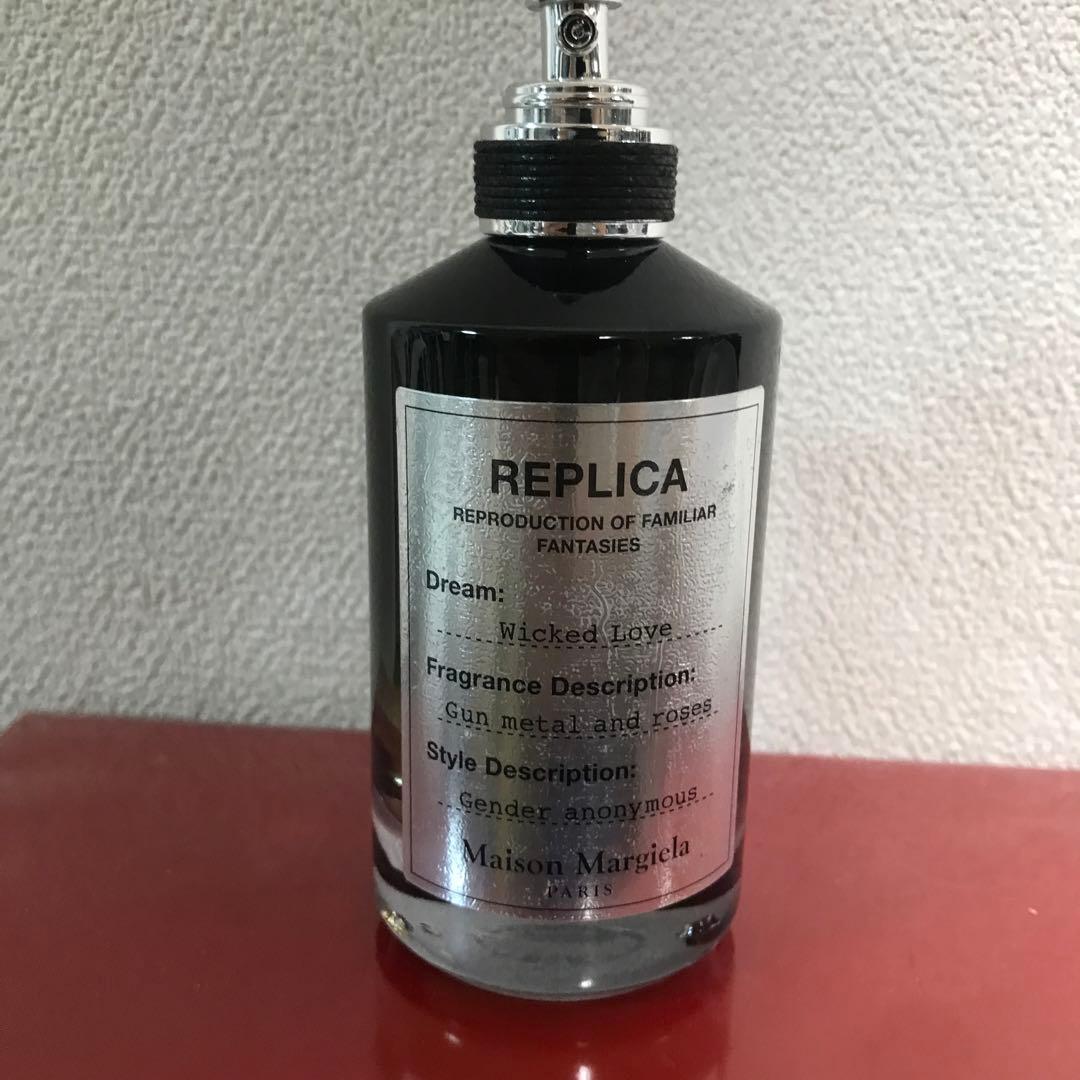 REPLICA
REPRODUCTION OF FAMILIAR
FANTASIES
Dream:
Wicked Love
Fragrance Description:
Gun metal and roses
Style Description:
Gender anonymous
Maison Margiela
PARIS